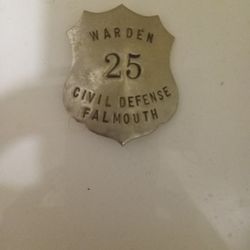 WARDEN
25
CIVIL DEFENSE
FALMOUTH